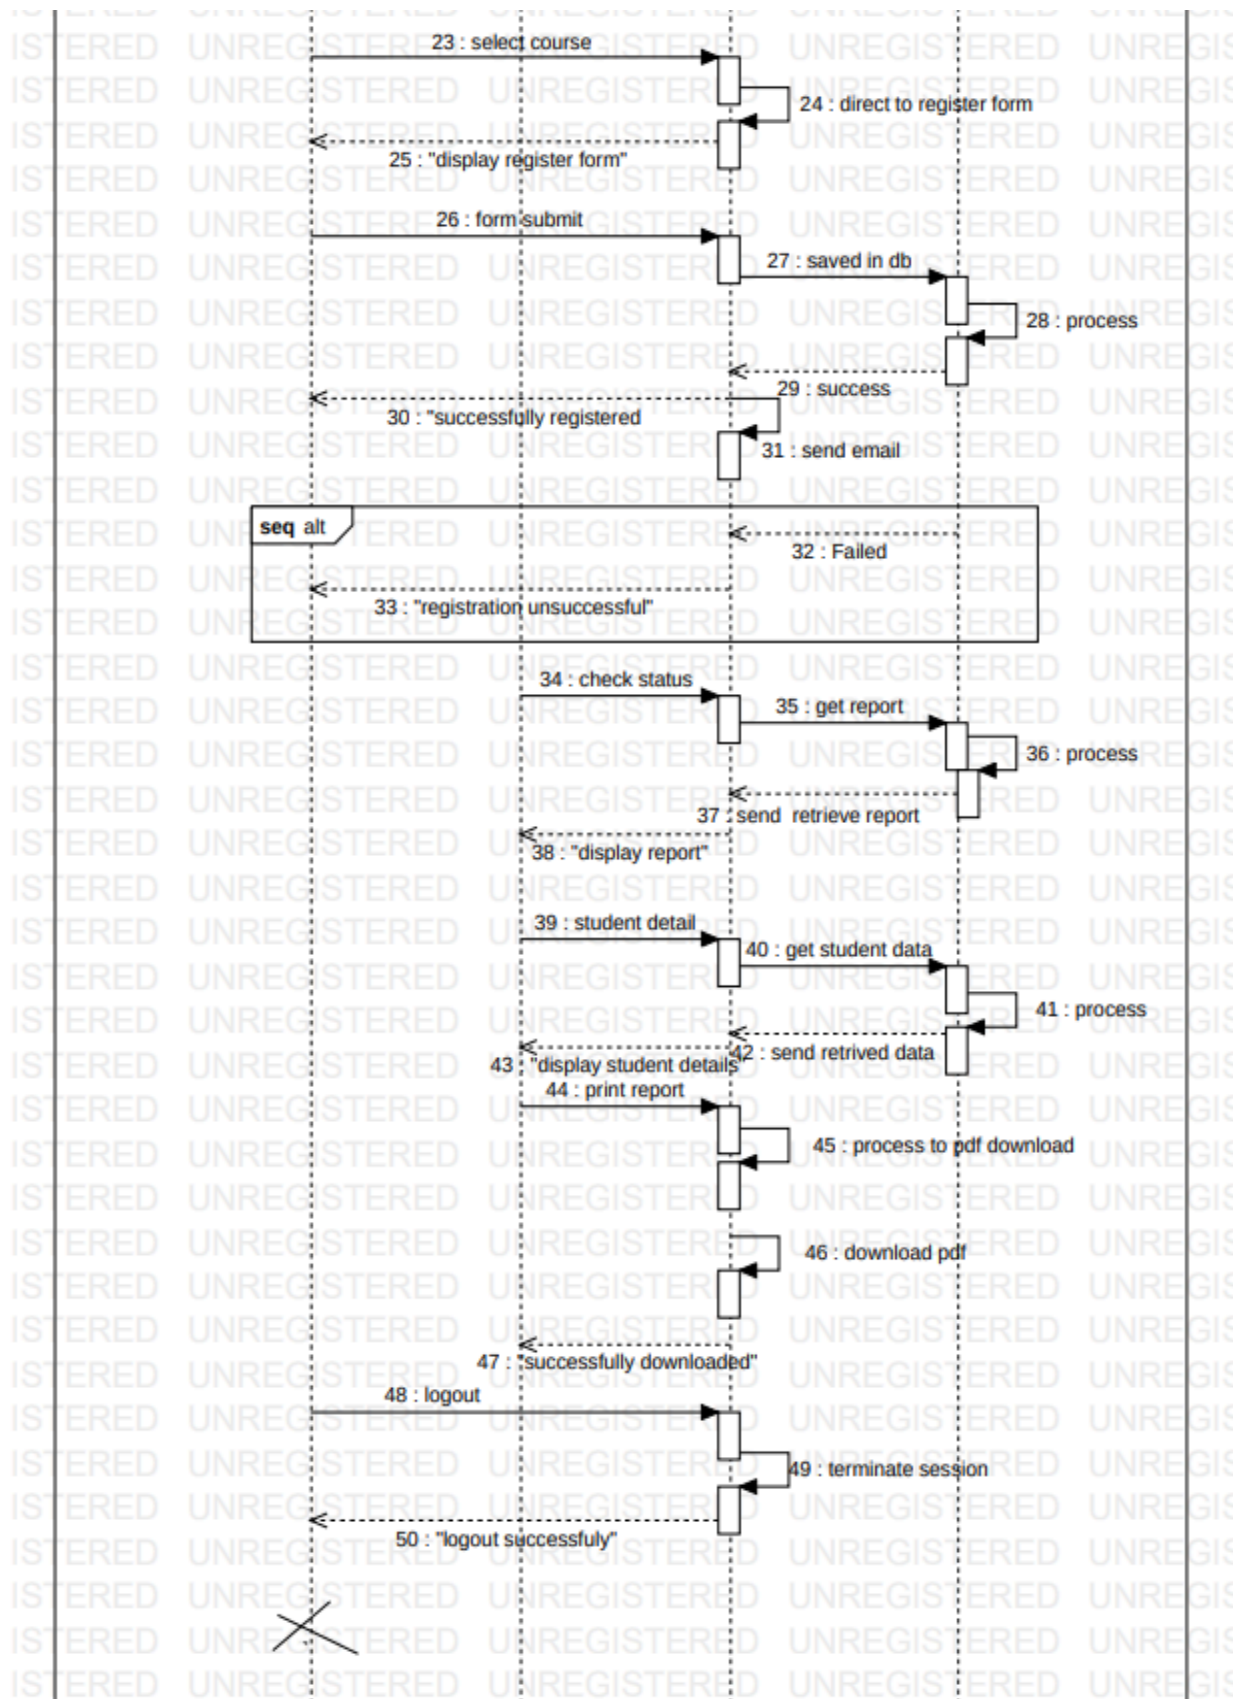 23 : select course
24 : direct to register form
25 : "display register form"
26 : form submit
27 : saved in db
28 : process
29 : success
30 : "successfully registered
31 : send email
seq alt
32 : Failed
33 : "registration unsuccessful"
34 : check status
35 : get report
36 : process
37 : send retrieve report
38 : "display report"
39 : student detail
40 : get student data
41 : process
42 : send retrived data
43 : "display student details"
44 : print report
45 : process to pdf download
46 : download pdf
47 : "successfully downloaded"
48 : logout
49 : terminate session
50 : "logout successfuly"
UNREGISTERED